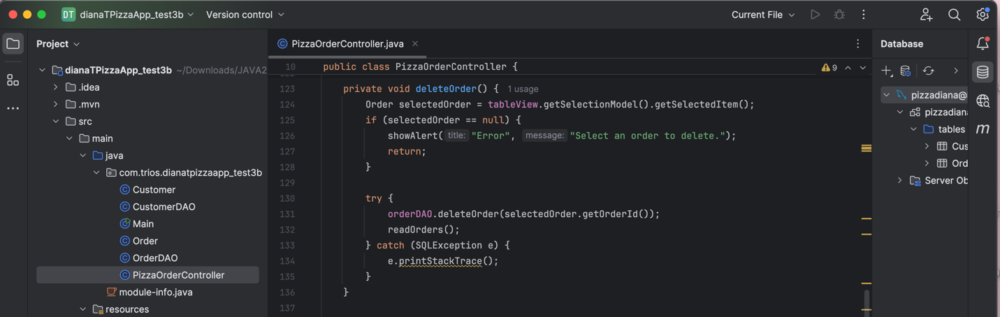 DT dianaTPizzaApp_test3b Version control Current File
Project
PizzaOrderController.java
Database
dianaTPizzaApp_test3b ~/Downloads/JAVA2
.idea
.mvn
src
main
java
com.trios.dianatpizzaapp_test3b
Customer
CustomerDAO
Main
Order
OrderDAO
PizzaOrderController
module-info.java
resources
10 public class PizzaOrderController {
9
123 private void deleteOrder() { 1 usage
124 Order selectedOrder = tableView.getSelectionModel().getSelectedItem();
125 if (selectedOrder == null) {
126 showAlert( title: "Error", message: "Select an order to delete.");
127 return;
128 }
129
130 try {
131 orderDAO.deleteOrder(selectedOrder.getOrderId());
132 readOrders();
133 } catch (SQLException e) {
134 e.printStackTrace();
135 }
136 }
137
pizzadiana@
pizzadiana
tables
Cus
Ord
Server Ob
m